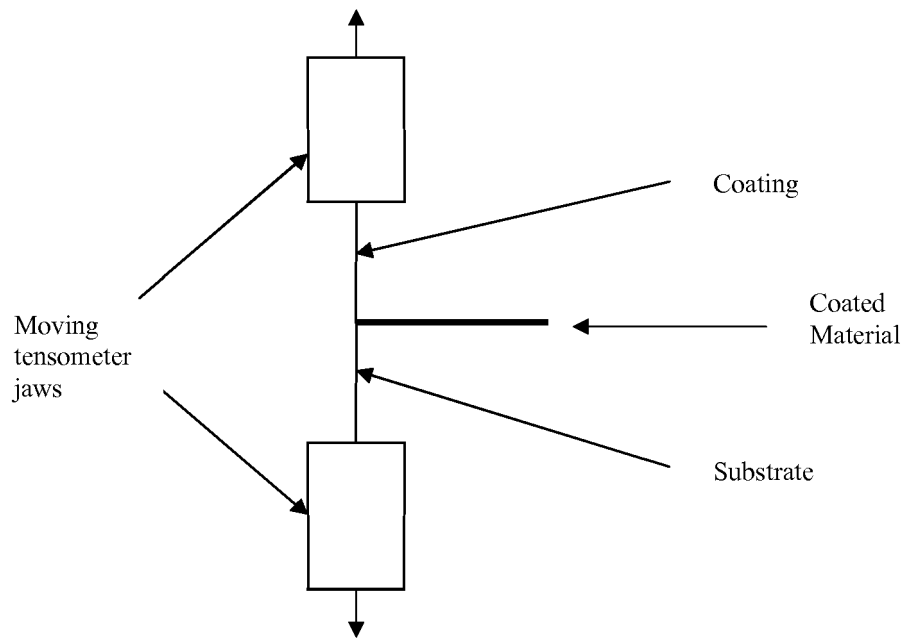 Coating
Coated
Material
Moving
tensometer
jaws
Substrate